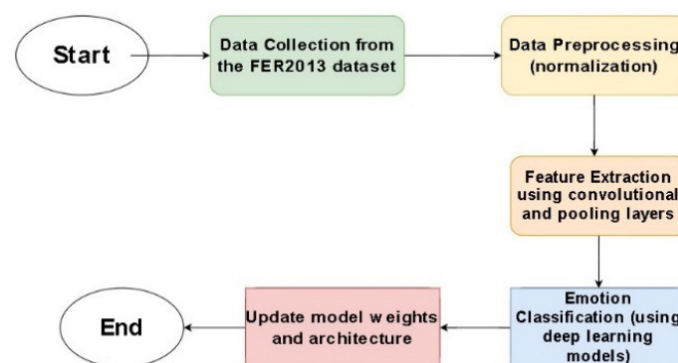 Start
Data Collection from
the FER2013 dataset
Data Preprocessing
(normalization)
Feature Extraction
using convolutional
and pooling layers
Emotion
Classification (using
deep learning
models)
Update model weights
and architecture
End